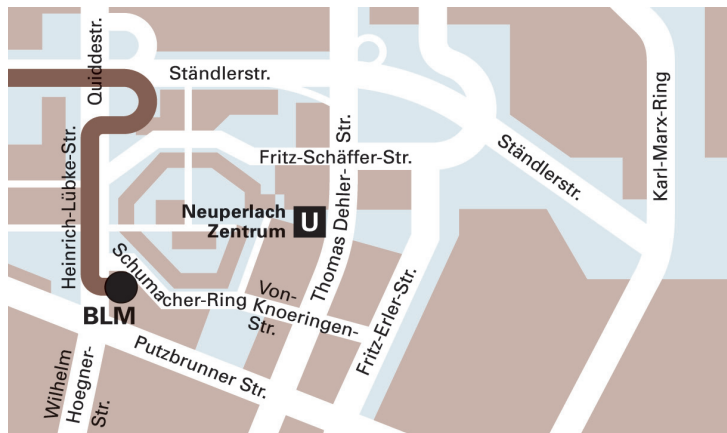 Quiddestr.
Ständlerstr.
Karl-Marx-Ring
Heinrich-Lübke-Str.
Fritz-Schäffer-Str.
Thomas Dehler- Str.
Ständlerstr.
Neuperlach
Zentrum
U
Schumacher-Ring
Von-
Knoeringen-
Str.
Fritz-Erler-Str.
BLM
Putzbrunner Str.
Wilhelm
Hoegner-
Str.